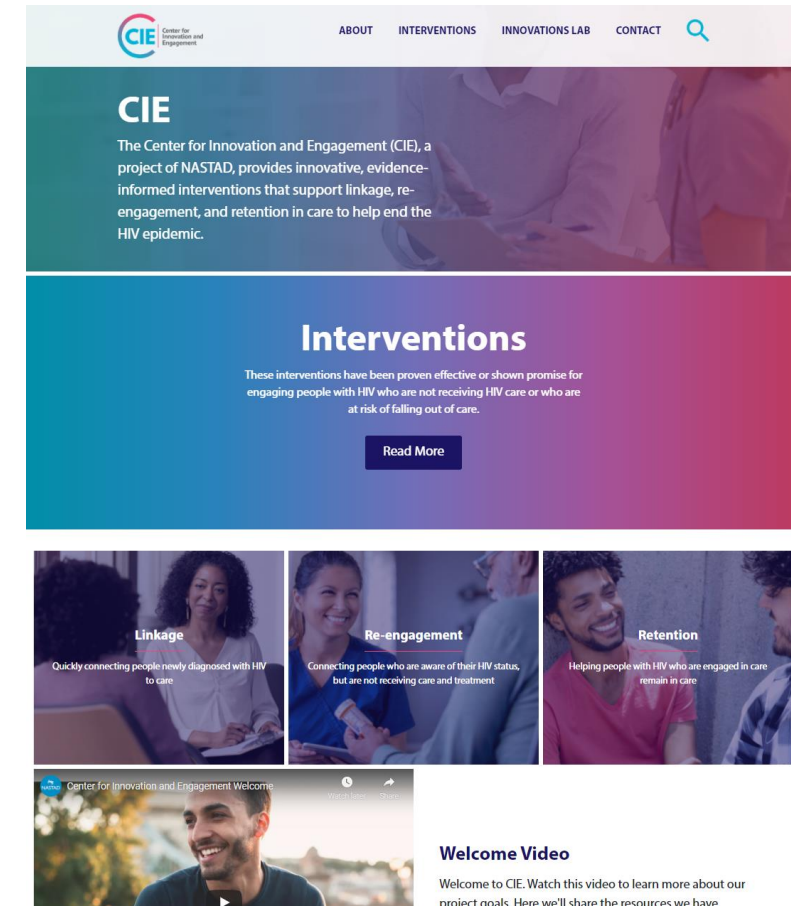 CIE
Center for
Innovation and
Engagement
ABOUT INTERVENTIONS INNOVATIONS LAB CONTACT
CIE
The Center for Innovation and Engagement (CIE), a
project of NASTAD, provides innovative, evidence-
informed interventions that support linkage, re-
engagement, and retention in care to help end the
HIV epidemic.
Interventions
These interventions have been proven effective or shown promise for
engaging people with HIV who are not receiving HIV care or who are
at risk of falling out of care.
Read More
Linkage
Quickly connecting people newly diagnosed with HIV
to care
Re-engagement
Connecting people who are aware of their HIV status,
but are not receiving care and treatment
Retention
Helping people with HIV who are engaged in care
remain in care
NASTAD
Center for Innovation and Engagement Welcome
Watch later Share
Welcome Video
Welcome to CIE. Watch this video to learn more about our
project goals. Here we'll share the resources we have